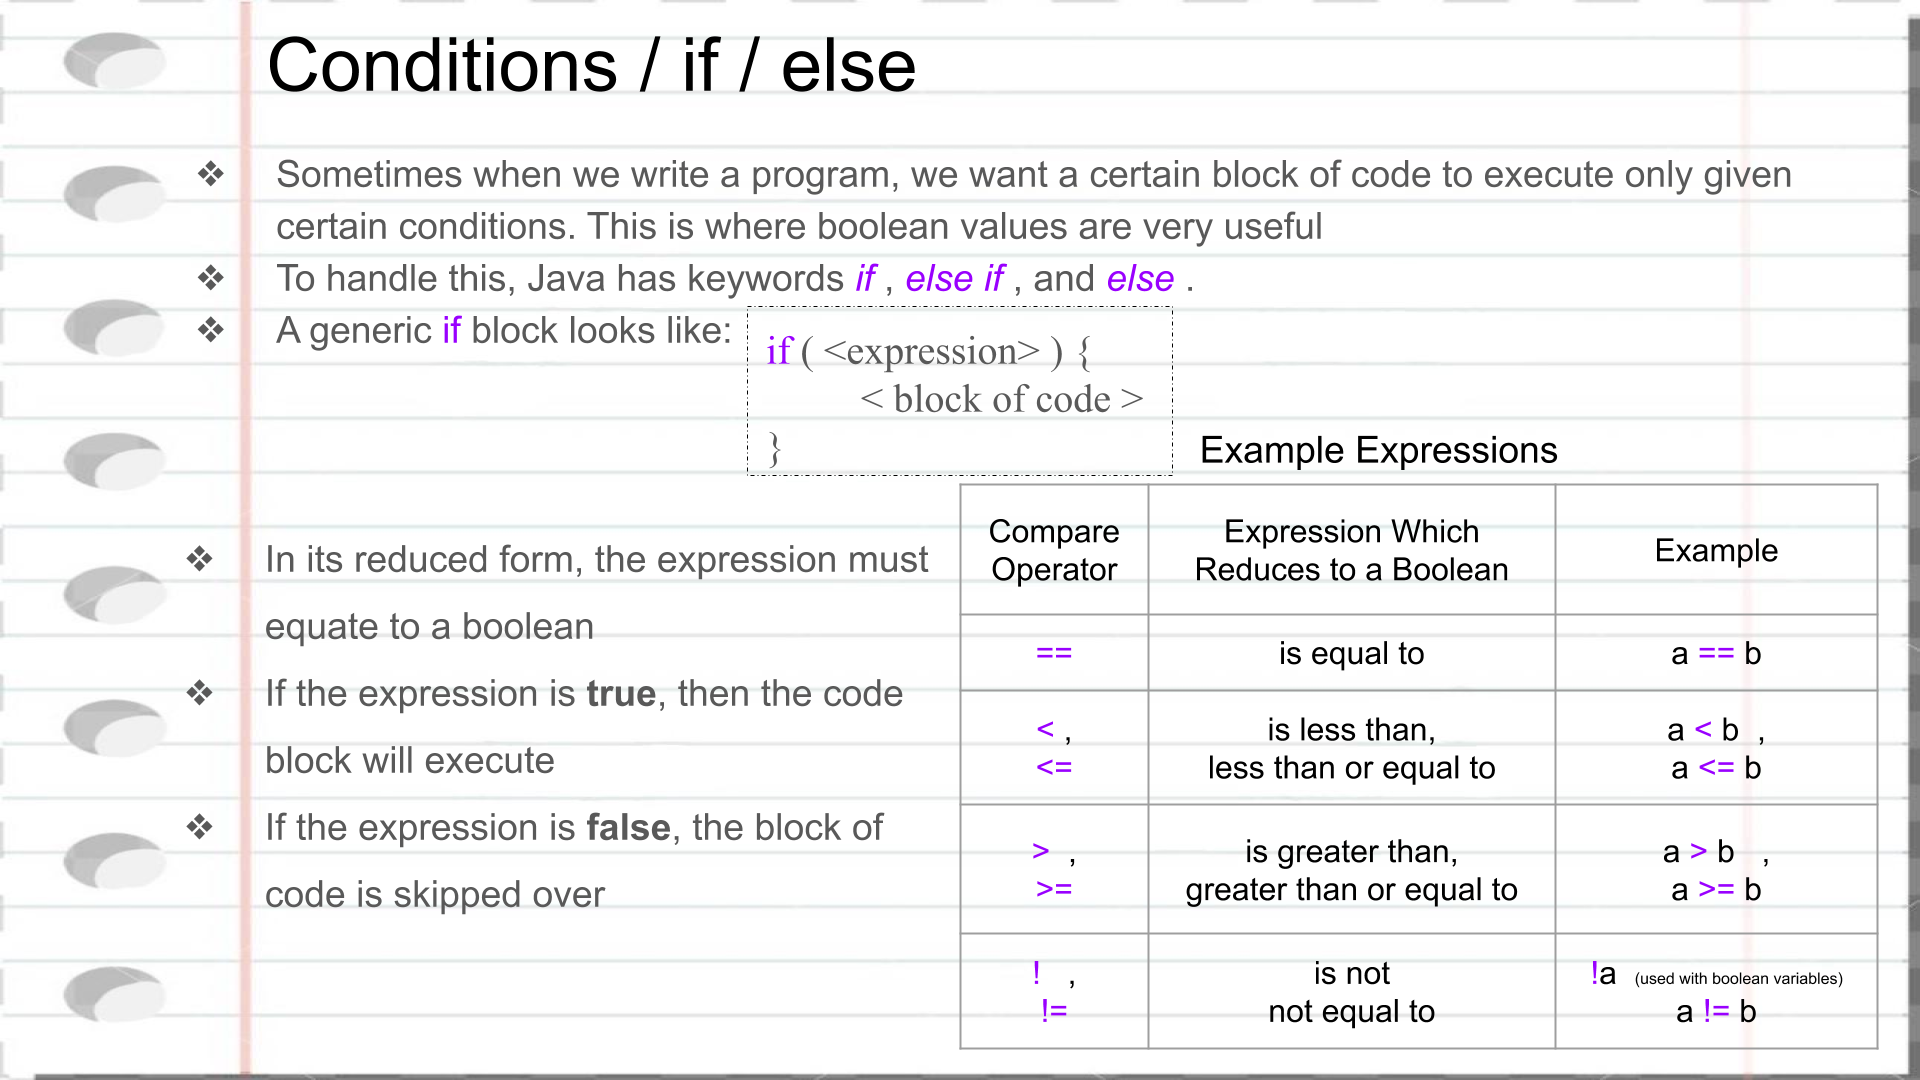 Conditions / if / else
❖ Sometimes when we write a program, we want a certain block of code to execute only given
certain conditions. This is where boolean values are very useful
❖ To handle this, Java has keywords if , else if , and else .
❖ A generic if block looks like:
if ( <expression> ) {
< block of code >
}
❖ In its reduced form, the expression must
equate to a boolean
❖ If the expression is true, then the code
block will execute
❖ If the expression is false, the block of
code is skipped over
Example Expressions
Compare
Operator
Expression Which
Reduces to a Boolean
Example
==
is equal to
a == b
< ,
<=
is less than,
less than or equal to
a < b ,
a <= b
> ,
>=
is greater than,
greater than or equal to
a > b ,
a >= b
! ,
!=
is not
not equal to
!a (used with boolean variables)
a != b